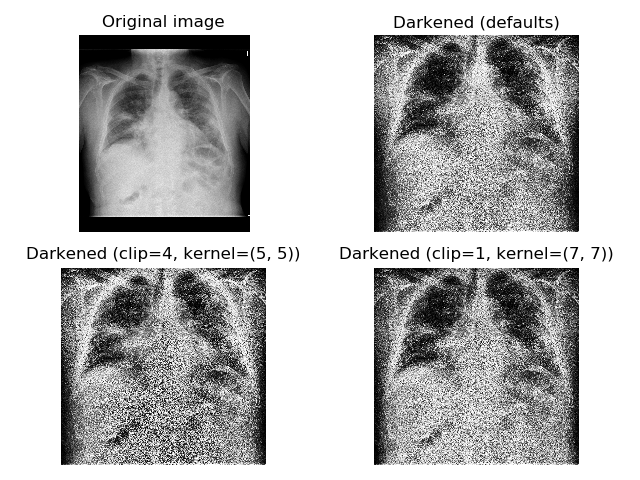 Original image
Darkened (defaults)
Darkened (clip=4, kernel=(5, 5))
Darkened (clip=1, kernel=(7, 7))